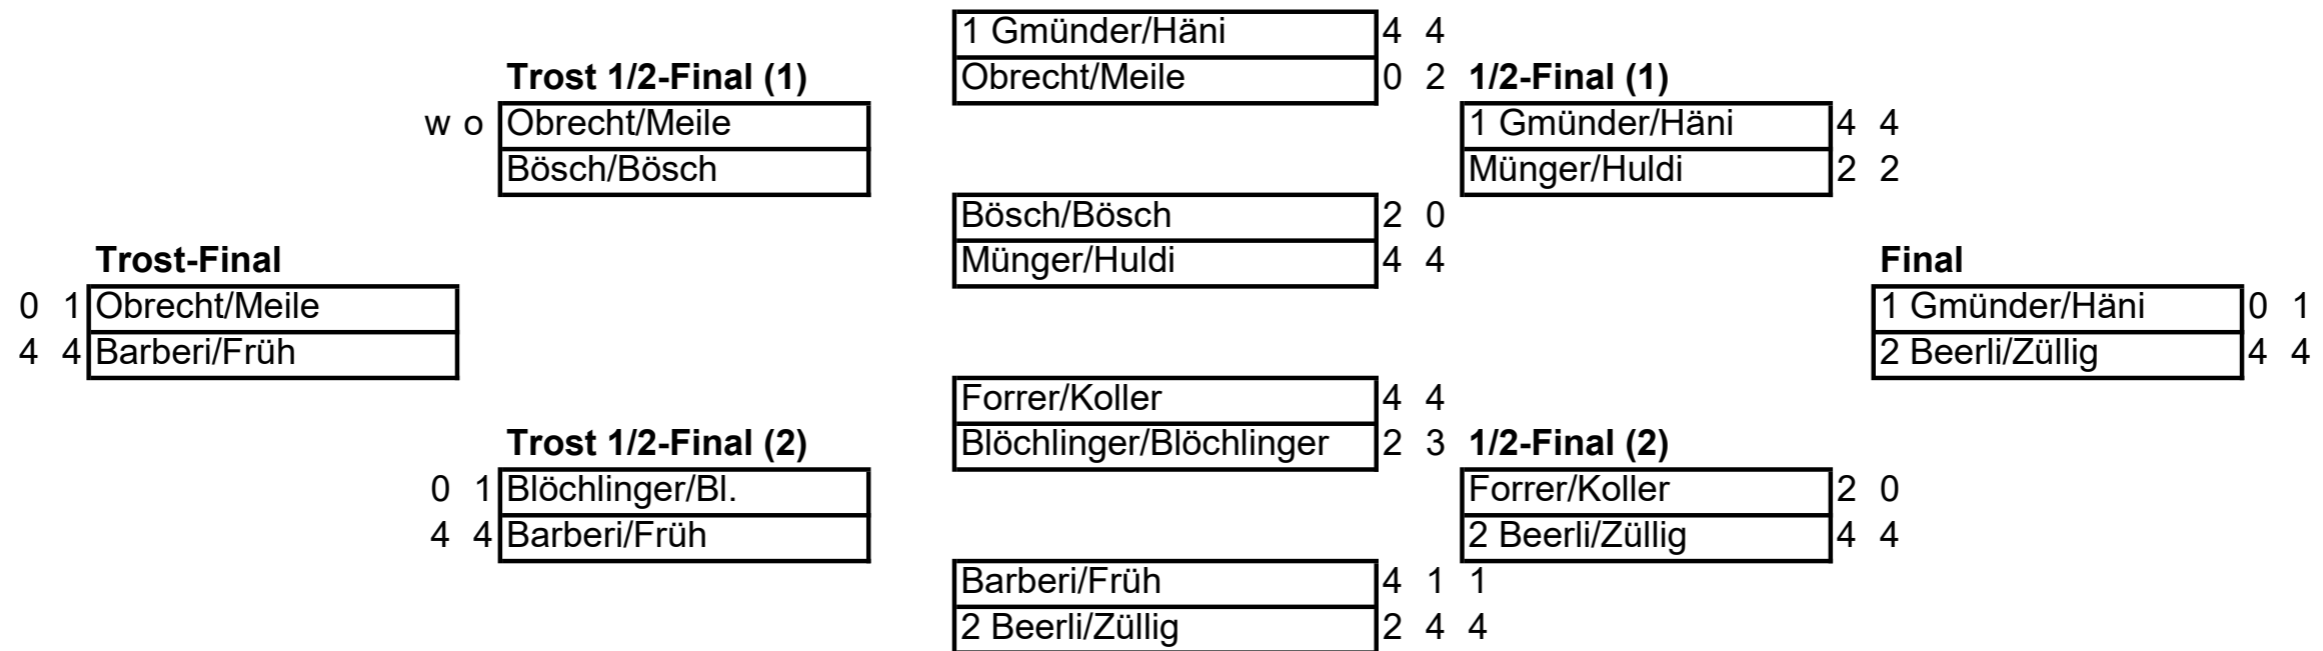 1 Gmünder/Häni 4 4
Trost 1/2-Final (1) Obrecht/Meile 0 2 1/2-Final (1)
w o Obrecht/Meile 1 Gmünder/Häni 4 4
Bösch/Bösch Münger/Huldi 2 2
Bösch/Bösch 2 0
Trost-Final Münger/Huldi 4 4 Final
0 1 Obrecht/Meile 1 Gmünder/Häni 0 1
4 4 Barberi/Früh 2 Beerli/Züllig 4 4
Forrer/Koller 4 4
Trost 1/2-Final (2) Blöchlinger/Blöchlinger 2 3 1/2-Final (2)
0 1 Blöchlinger/Bl. Forrer/Koller 2 0
4 4 Barberi/Früh 2 Beerli/Züllig 4 4
Barberi/Früh 4 1 1
2 Beerli/Züllig 2 4 4